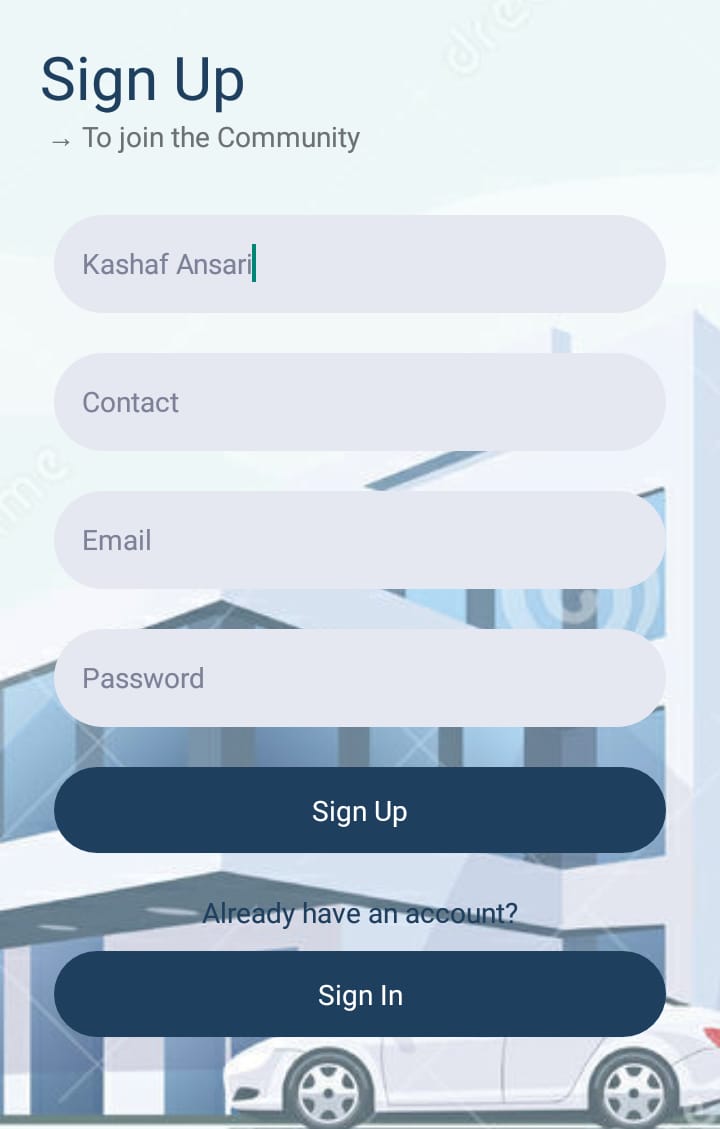 Sign Up
→ To join the Community
Kashaf Ansari
Contact
Email
Password
Sign Up
Already have an account?
Sign In